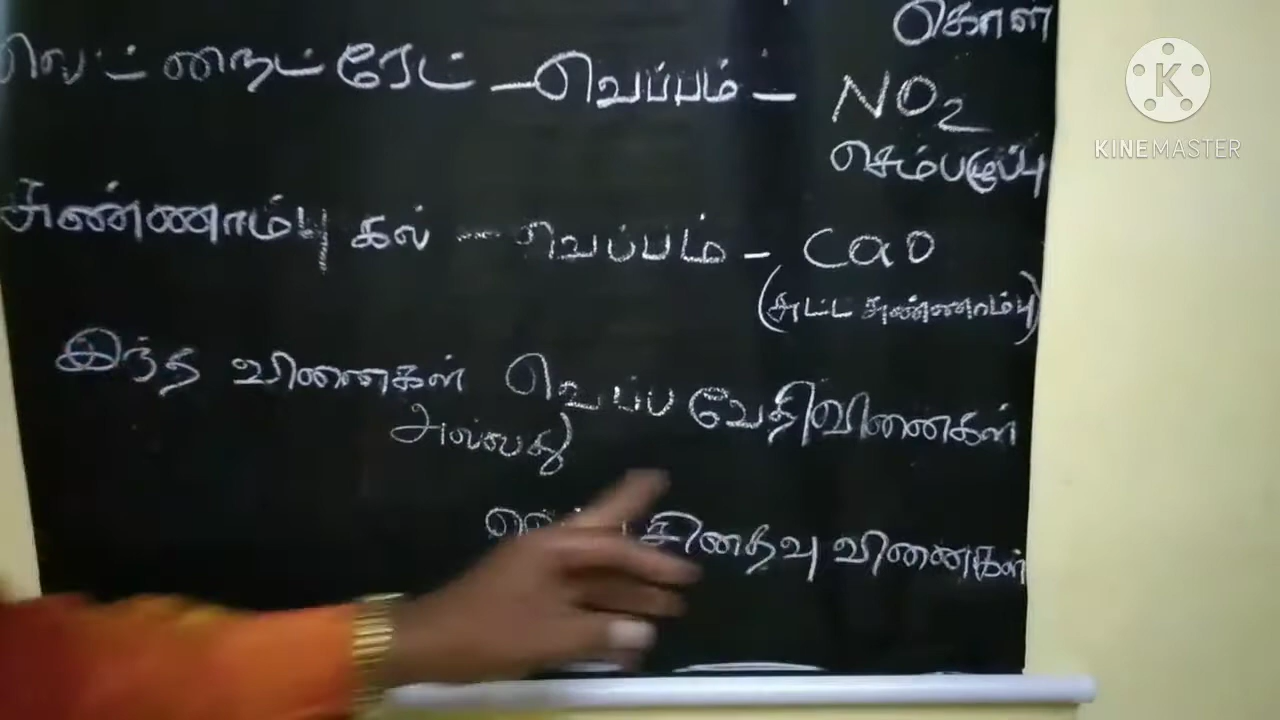 கொள்
லெட் நைட்ரேட் – வெப்பம் – NO₂
செம்பழுப்பு
சுண்ணாம்பு கல் – வெப்பம் – CaO
(சுட்ட சுண்ணாம்பு)
இந்த வினைகள் வெப்ப வேதிவினைகள்
அல்லது
சிதைவு வினைகள்
KINEMASTER